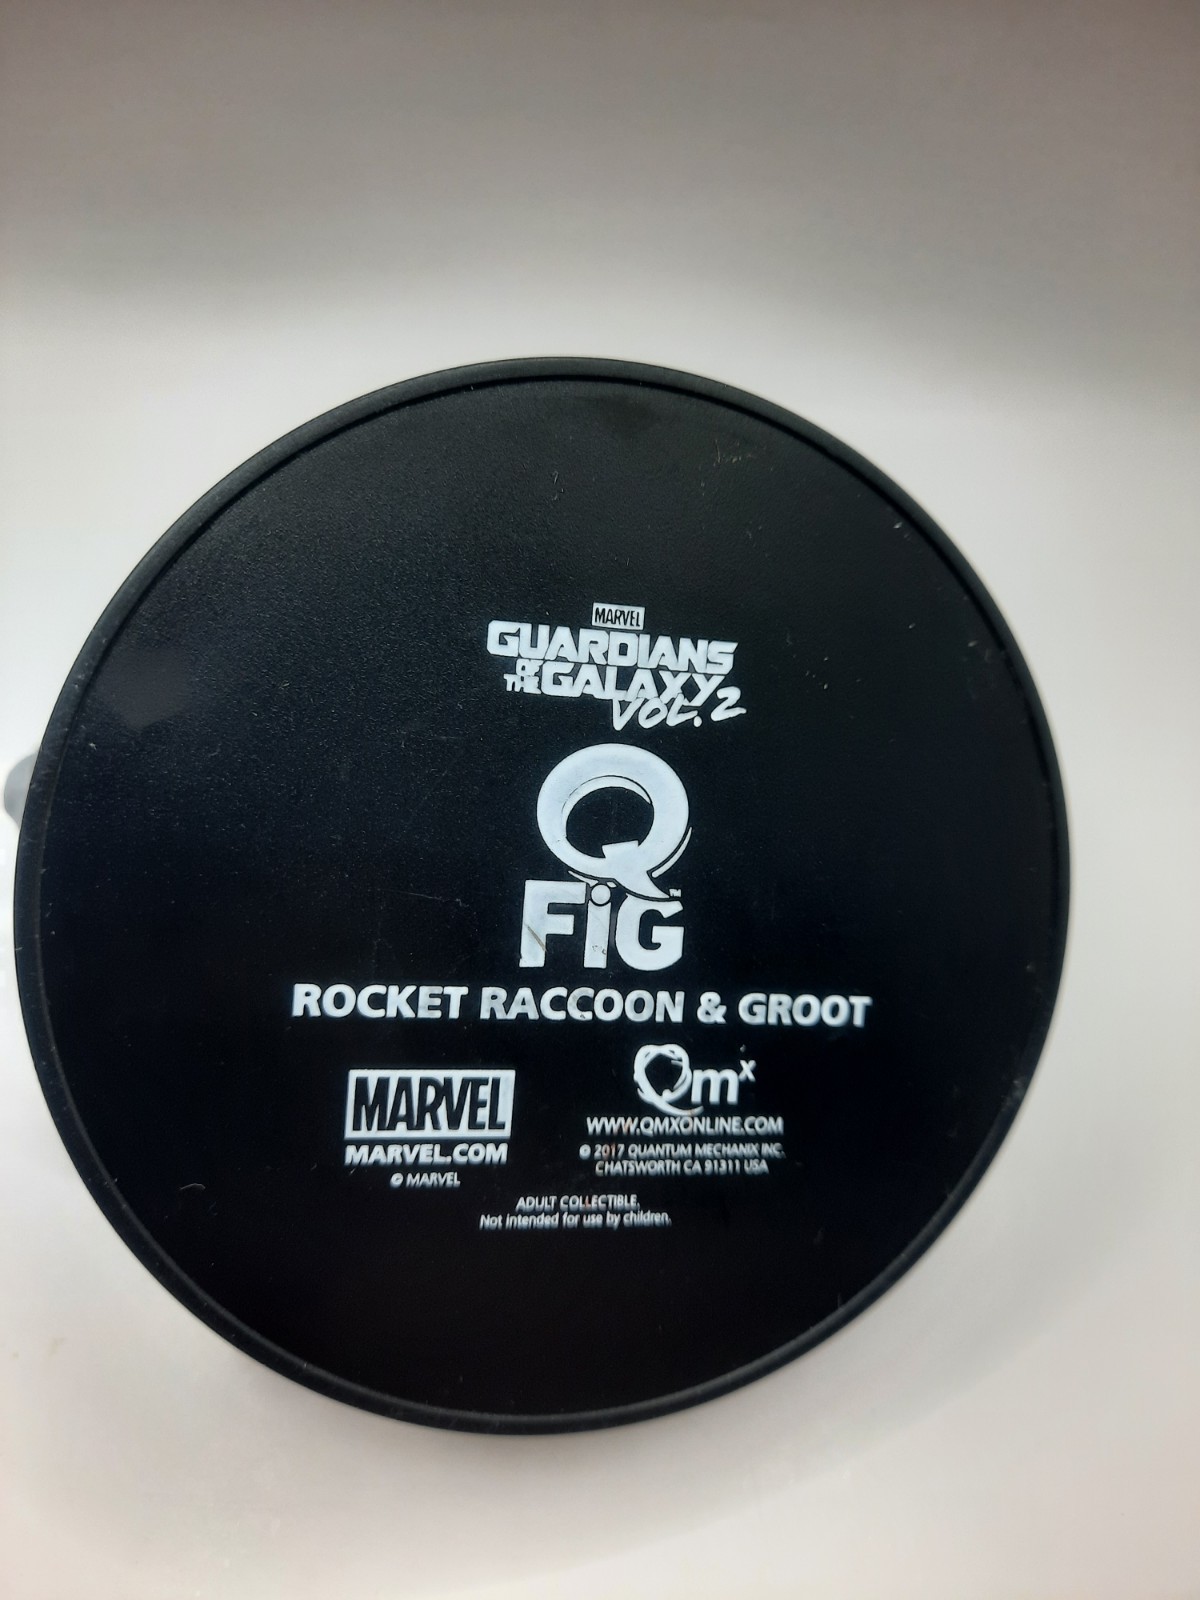 MARVEL
GUARDIANS
OF
THE GALAXY
VOL. 2
Q
FiG™
ROCKET RACCOON & GROOT
MARVEL
MARVEL.COM
© MARVEL
Qmx
WWW.QMXONLINE.COM
© 2017 QUANTUM MECHANIX INC.
CHATSWORTH CA 91311 USA
ADULT COLLECTIBLE.
Not intended for use by children.